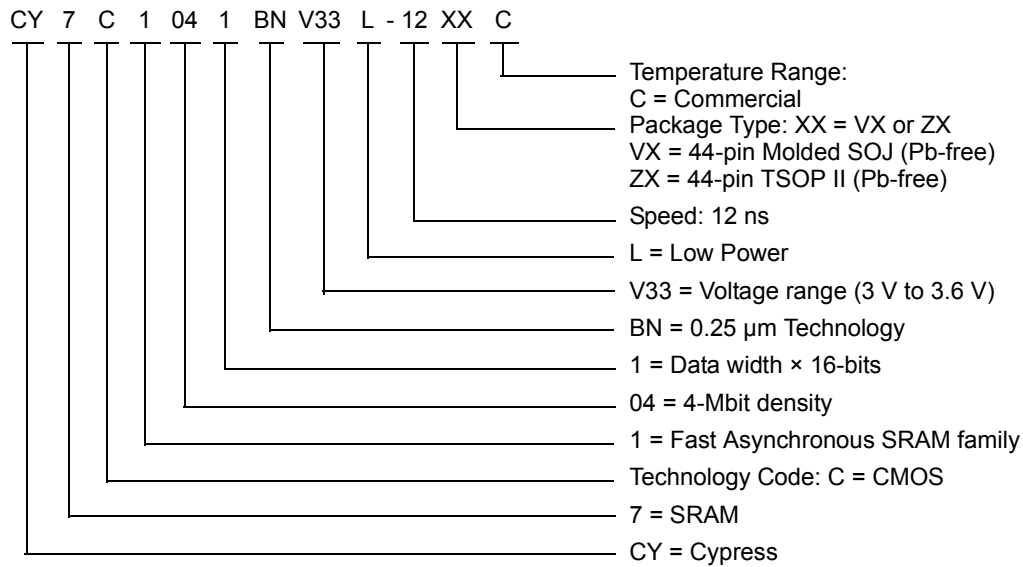 CY 7 C 1 04 1 BN V33 L - 12 XX C
Temperature Range:
C = Commercial
Package Type: XX = VX or ZX
VX = 44-pin Molded SOJ (Pb-free)
ZX = 44-pin TSOP II (Pb-free)
Speed: 12 ns
L = Low Power
V33 = Voltage range (3 V to 3.6 V)
BN = 0.25 µm Technology
1 = Data width × 16-bits
04 = 4-Mbit density
1 = Fast Asynchronous SRAM family
Technology Code: C = CMOS
7 = SRAM
CY = Cypress